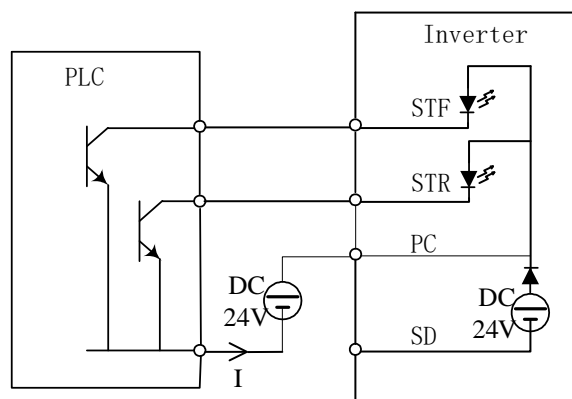 Inverter
PLC
STF
STR
PC
DC
24V
DC
24V
SD
I